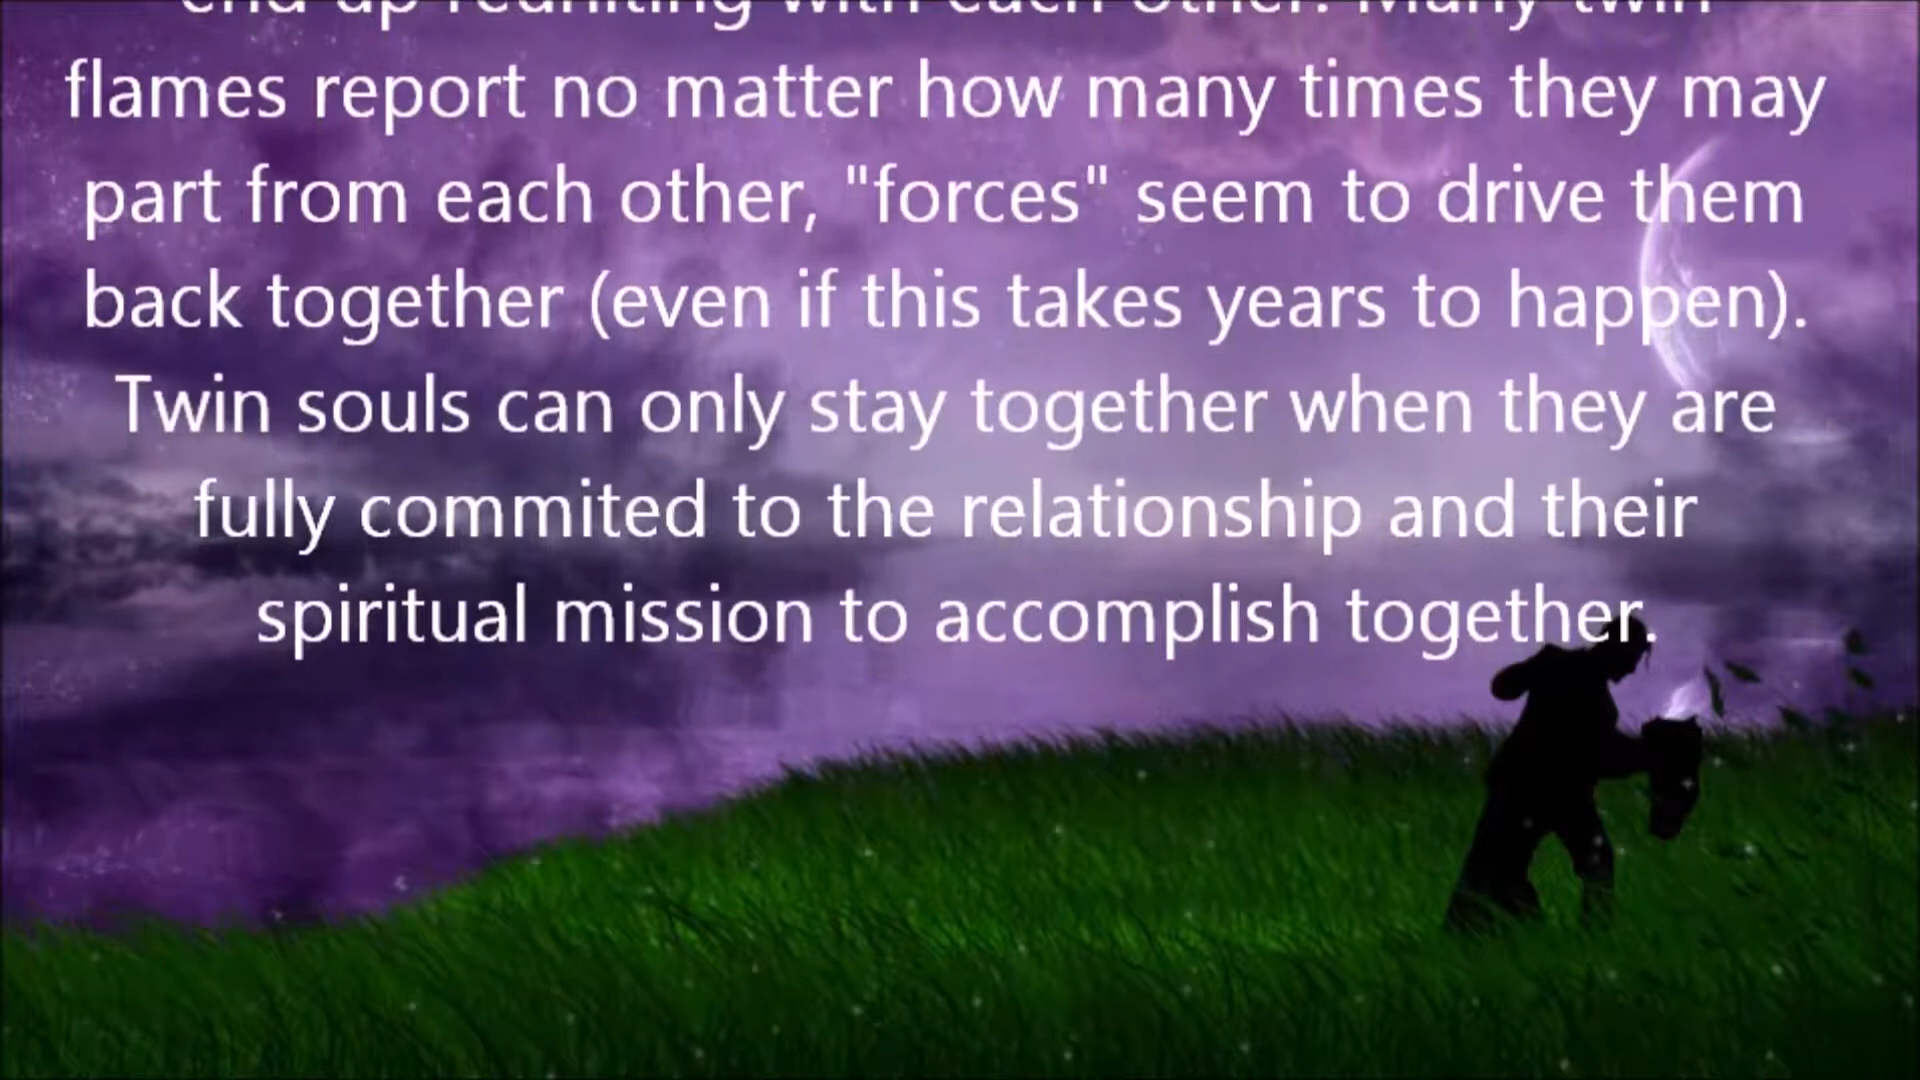 end up reuniting with each other. Many twin
flames report no matter how many times they may
part from each other, "forces" seem to drive them
back together (even if this takes years to happen).
Twin souls can only stay together when they are
fully commited to the relationship and their
spiritual mission to accomplish together.